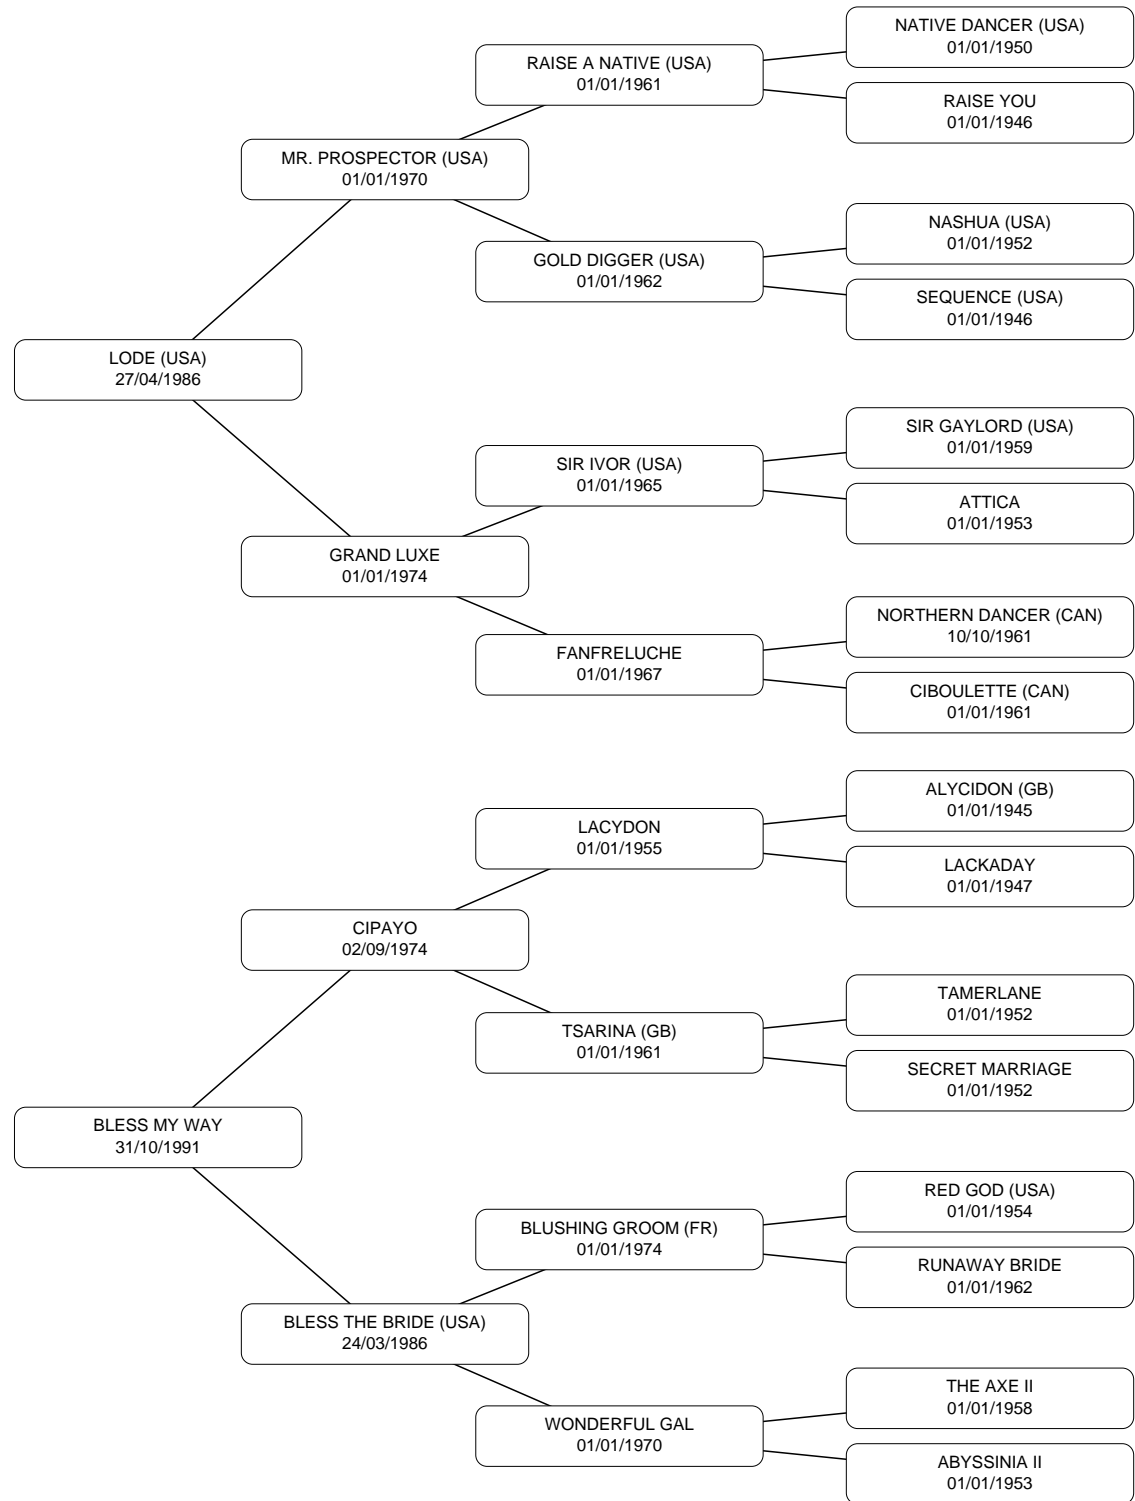 NATIVE DANCER (USA)
01/01/1950
RAISE A NATIVE (USA)
01/01/1961
RAISE YOU
01/01/1946
MR. PROSPECTOR (USA)
01/01/1970
NASHUA (USA)
01/01/1952
GOLD DIGGER (USA)
01/01/1962
SEQUENCE (USA)
01/01/1946
LODE (USA)
27/04/1986
SIR GAYLORD (USA)
01/01/1959
SIR IVOR (USA)
01/01/1965
ATTICA
01/01/1953
GRAND LUXE
01/01/1974
NORTHERN DANCER (CAN)
10/10/1961
FANFRELUCHE
01/01/1967
CIBOULETTE (CAN)
01/01/1961
ALYCIDON (GB)
01/01/1945
LACYDON
01/01/1955
LACKADAY
01/01/1947
CIPAYO
02/09/1974
TAMERLANE
01/01/1952
TSARINA (GB)
01/01/1961
SECRET MARRIAGE
01/01/1952
BLESS MY WAY
31/10/1991
RED GOD (USA)
01/01/1954
BLUSHING GROOM (FR)
01/01/1974
RUNAWAY BRIDE
01/01/1962
BLESS THE BRIDE (USA)
24/03/1986
THE AXE II
01/01/1958
WONDERFUL GAL
01/01/1970
ABYSSINIA II
01/01/1953